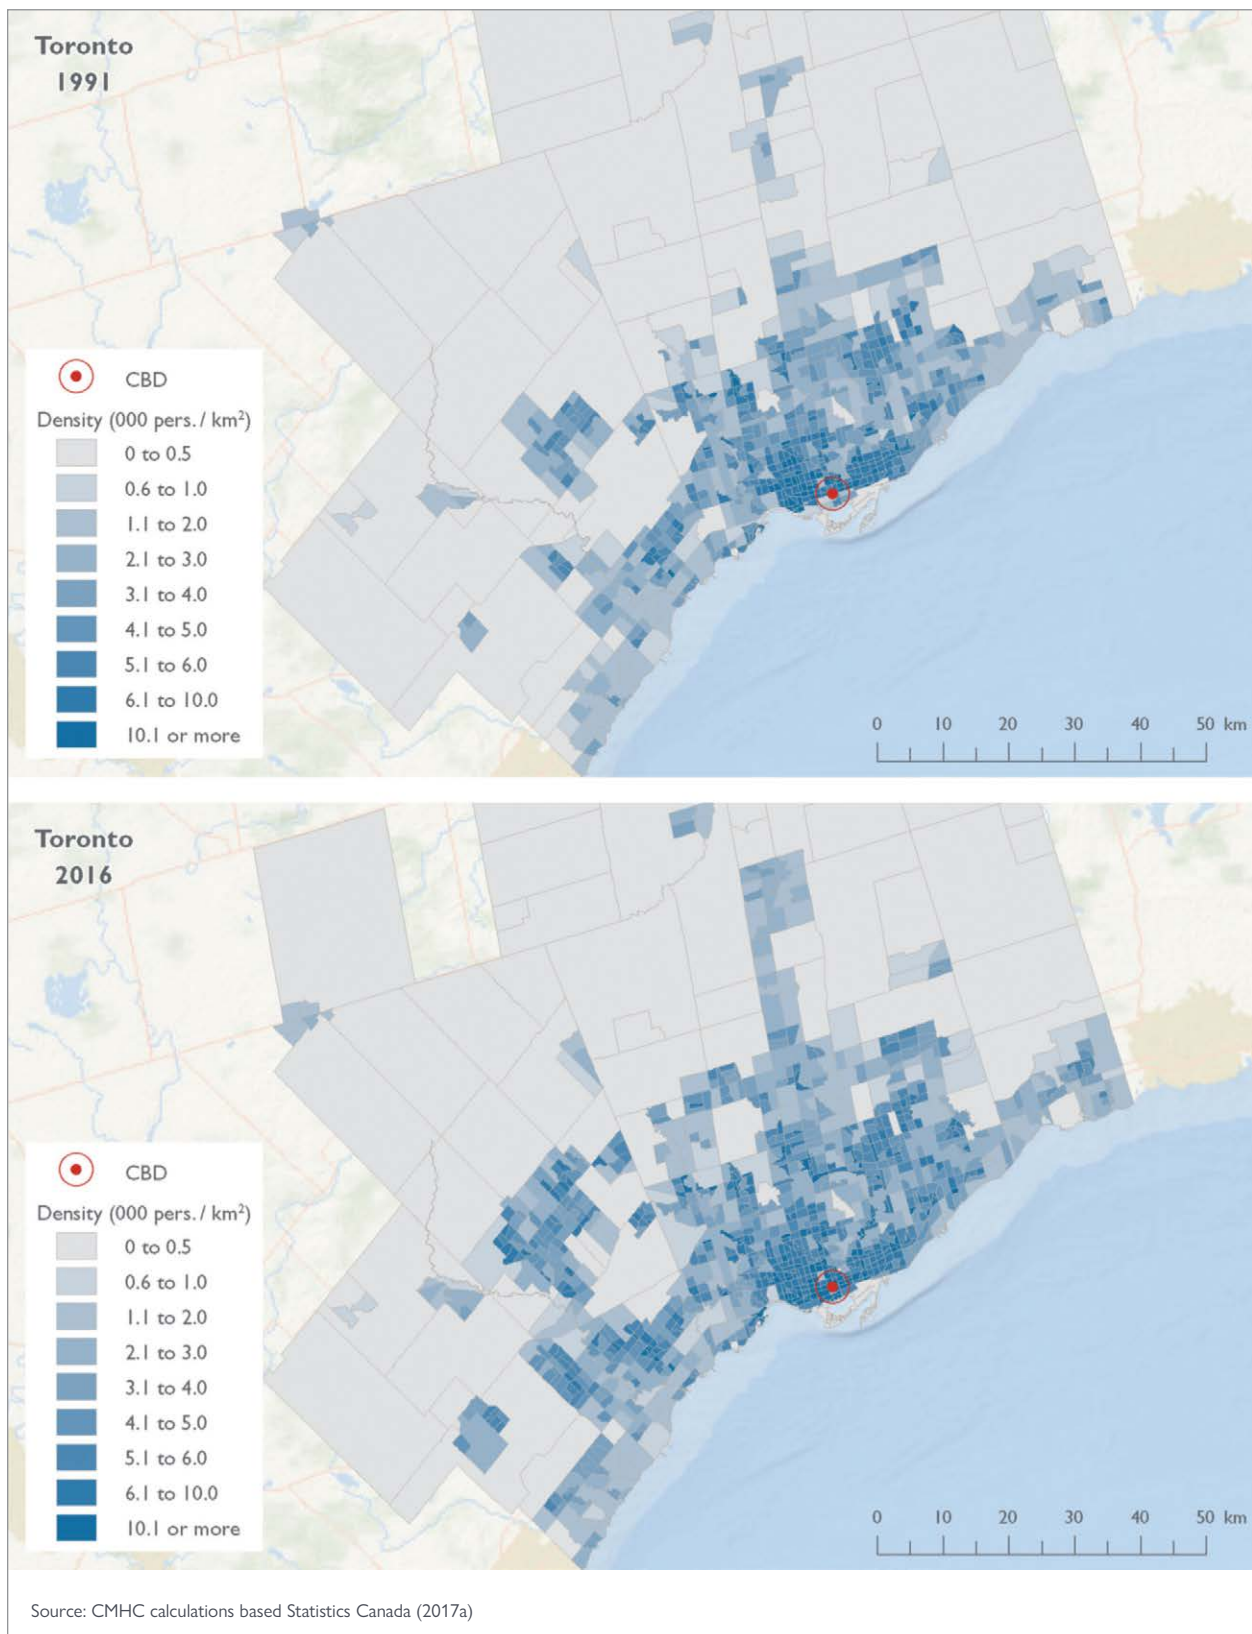 Toronto
1991
CBD
Density (000 pers. / km²)
0 to 0.5
0.6 to 1.0
1.1 to 2.0
2.1 to 3.0
3.1 to 4.0
4.1 to 5.0
5.1 to 6.0
6.1 to 10.0
10.1 or more
0 10 20 30 40 50 km
Toronto
2016
CBD
Density (000 pers. / km²)
0 to 0.5
0.6 to 1.0
1.1 to 2.0
2.1 to 3.0
3.1 to 4.0
4.1 to 5.0
5.1 to 6.0
6.1 to 10.0
10.1 or more
0 10 20 30 40 50 km
Source: CMHC calculations based Statistics Canada (2017a)